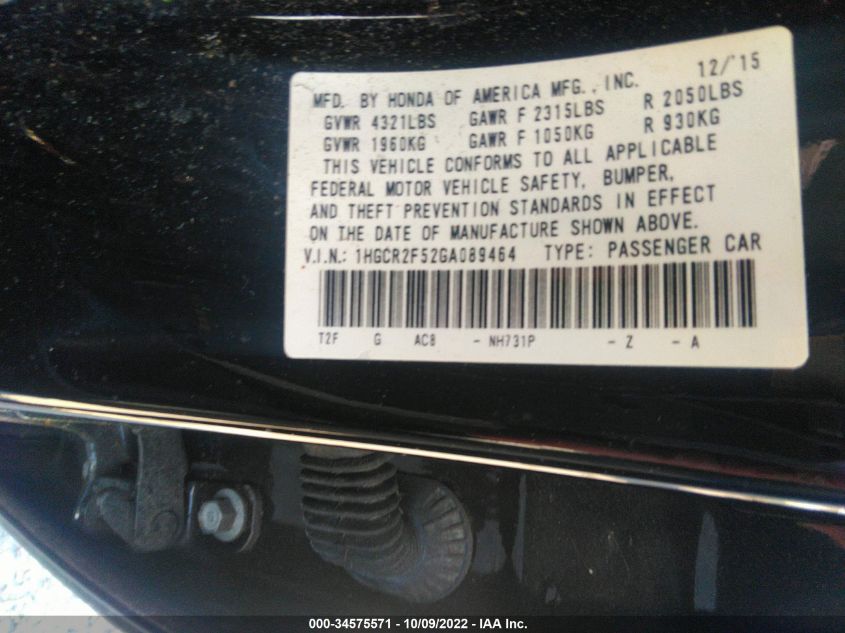 MFD. BY HONDA OF AMERICA MFG., INC. 12/'15
GVWR 4321LBS GAWR F 2315LBS R 2050LBS
GVWR 1960KG GAWR F 1050KG R 930KG
THIS VEHICLE CONFORMS TO ALL APPLICABLE
FEDERAL MOTOR VEHICLE SAFETY, BUMPER,
AND THEFT PREVENTION STANDARDS IN EFFECT
ON THE DATE OF MANUFACTURE SHOWN ABOVE.
V.I.N.: 1HGCR2F52GA089464 TYPE: PASSENGER CAR
T2F G AC8 - NH731P - Z - A
000-34575571 - 10/09/2022 - IAA Inc.